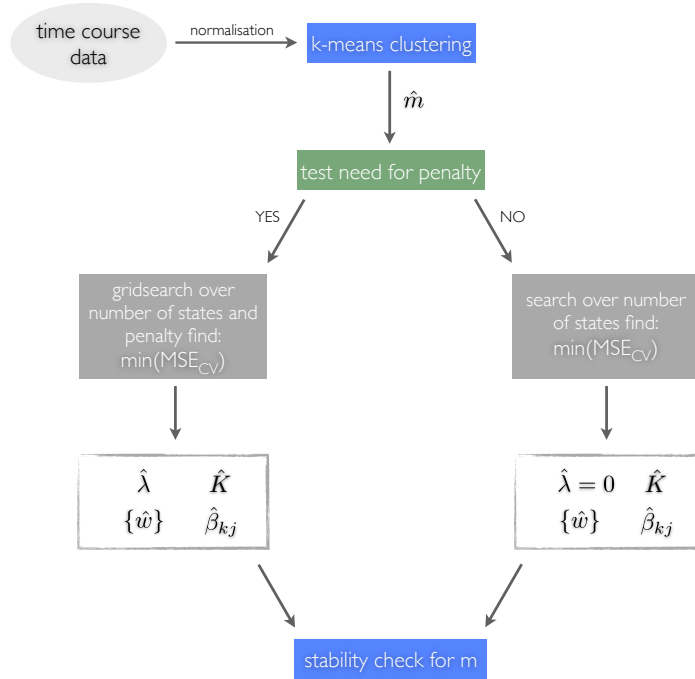 time course
data
normalisation
k-means clustering
m̂
test need for penalty
YES
NO
gridsearch over
number of states and
penalty find:
min(MSE_CV)
search over number
of states find:
min(MSE_CV)
λ̂ K̂
{ŵ} β̂_kj
λ̂ = 0 K̂
{ŵ} β̂_kj
stability check for m